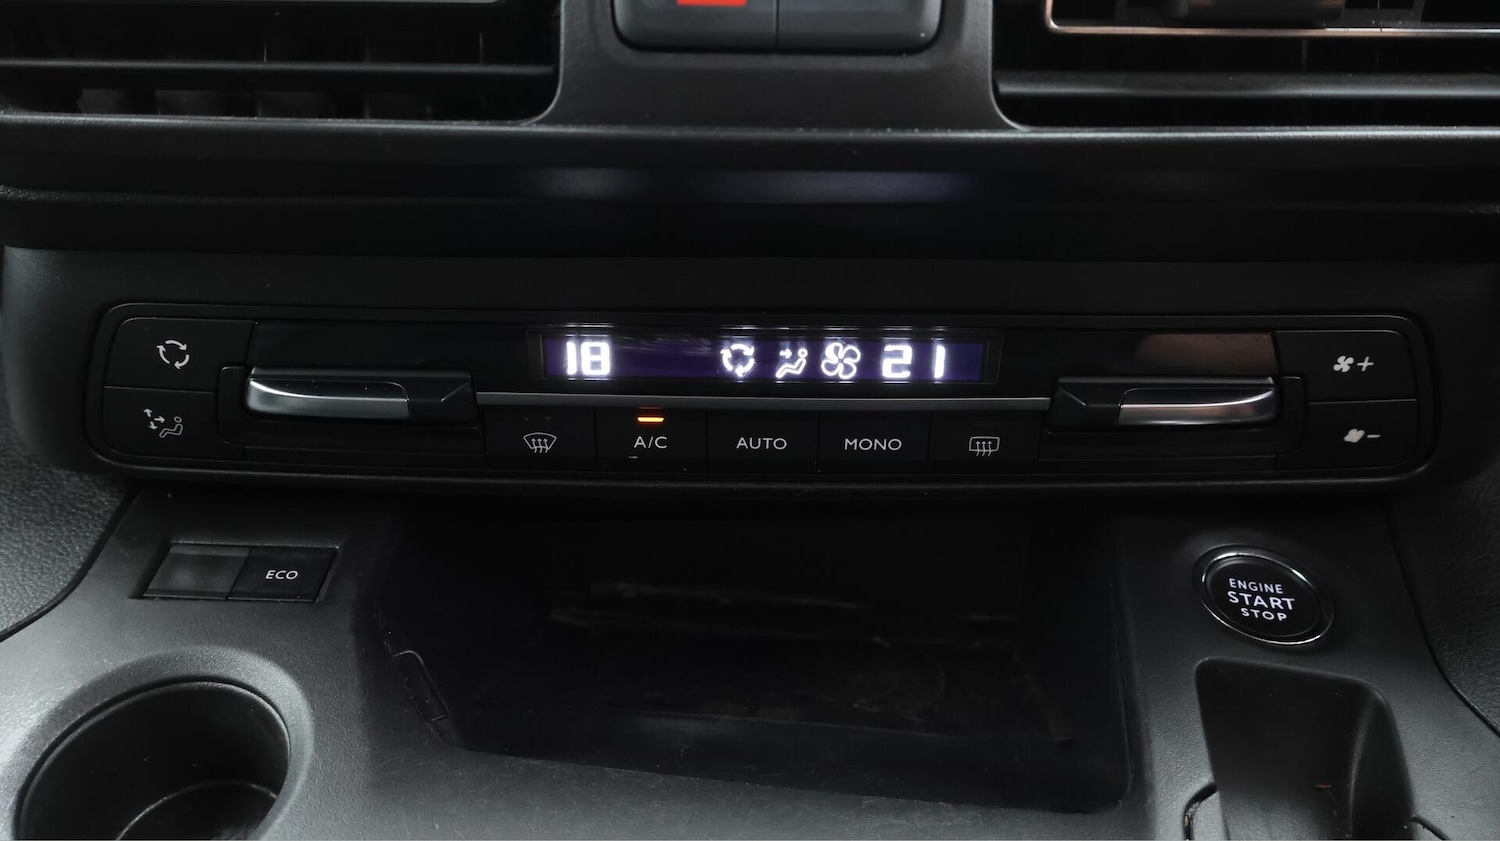 18 21
A/C AUTO MONO
ECO
ENGINE
START
STOP